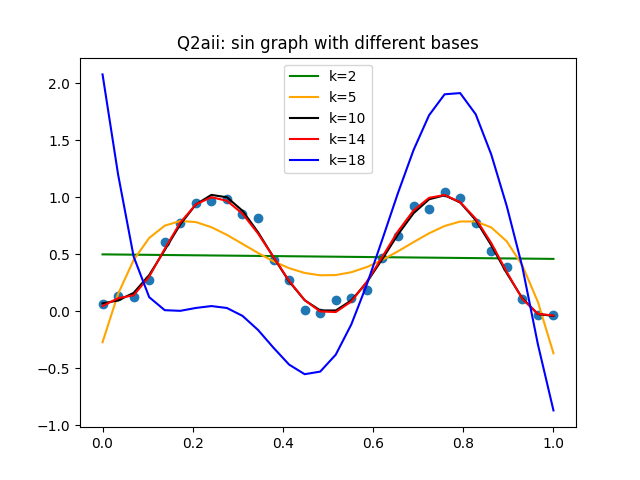 Q2aii: sin graph with different bases
k=2
k=5
k=10
k=14
k=18
2.0
1.5
1.0
0.5
0.0
−0.5
−1.0
0.0 0.2 0.4 0.6 0.8 1.0